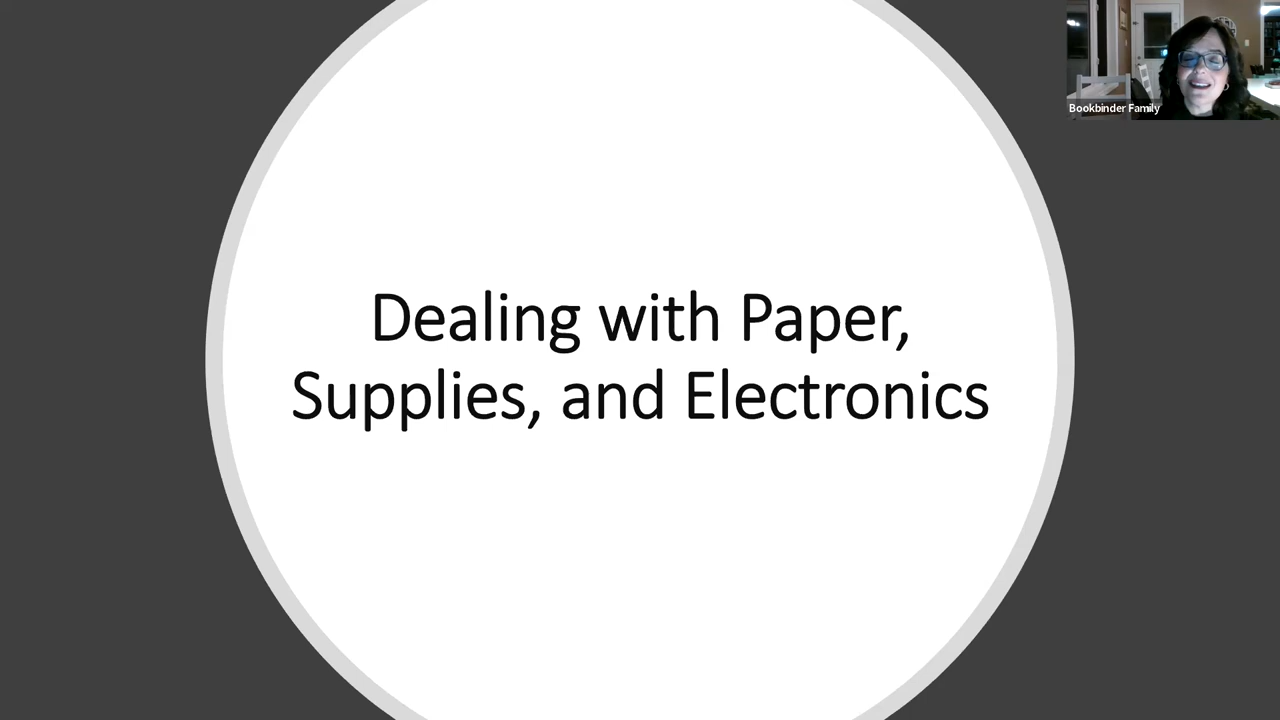 Dealing with Paper,
Supplies, and Electronics
Bookbinder Family